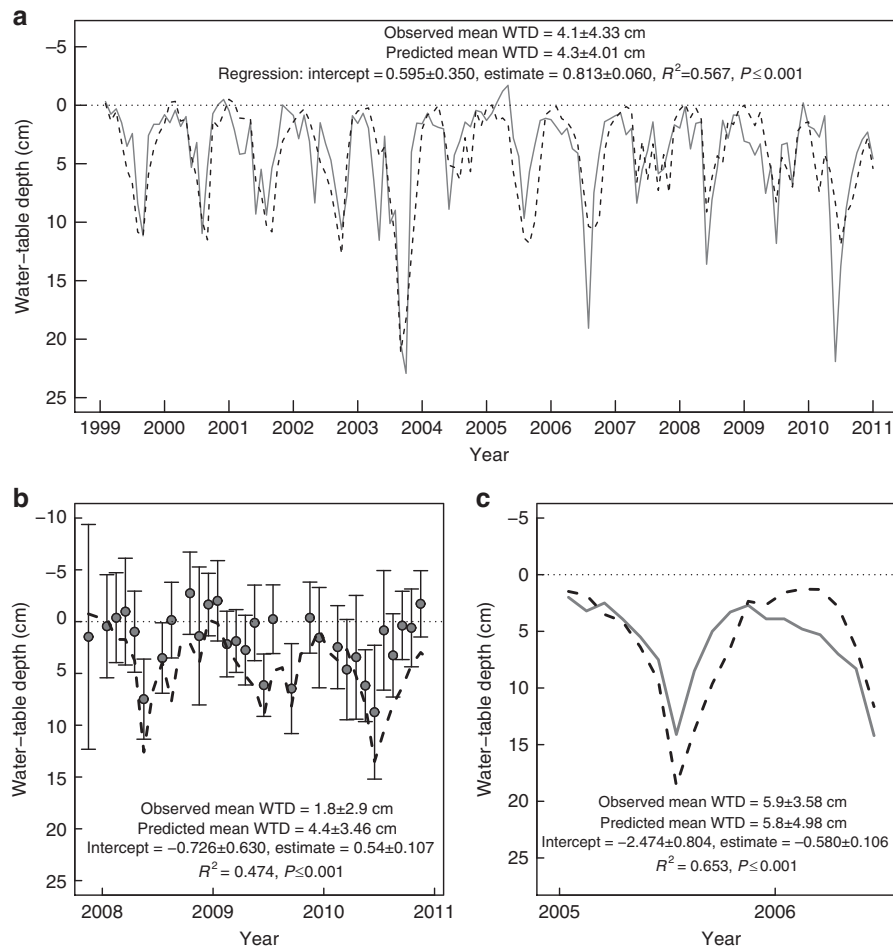 a
Observed mean WTD = 4.1±4.33 cm
Predicted mean WTD = 4.3±4.01 cm
Regression: intercept = 0.595±0.350, estimate = 0.813±0.060, R²=0.567, P≤0.001
−5
0
5
10
15
20
25
Water–table depth (cm)
1999 2000 2001 2002 2003 2004 2005 2006 2007 2008 2009 2010 2011
Year
b
−10
−5
0
5
10
15
20
25
Water–table depth (cm)
Observed mean WTD = 1.8±2.9 cm
Predicted mean WTD = 4.4±3.46 cm
Intercept = −0.726±0.630, estimate = 0.54±0.107
R² = 0.474, P≤0.001
2008 2009 2010 2011
Year
c
−5
0
5
10
15
20
25
Water–table depth (cm)
Observed mean WTD = 5.9±3.58 cm
Predicted mean WTD = 5.8±4.98 cm
Intercept = −2.474±0.804, estimate = −0.580±0.106
R² = 0.653, P≤0.001
2005 2006
Year